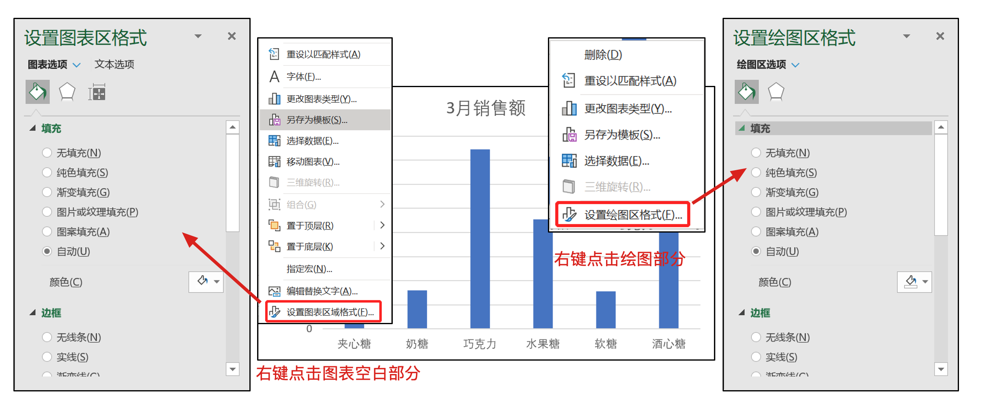 设置图表区格式
图表选项 文本选项
填充
无填充(N)
纯色填充(S)
渐变填充(G)
图片或纹理填充(P)
图案填充(A)
自动(U)
颜色(C)
边框
无线条(N)
实线(S)
渐变线(G)
重设以匹配样式(A)
字体(F)...
更改图表类型(Y)...
另存为模板(S)...
选择数据(E)...
移动图表(V)...
三维旋转(R)...
组合(G)
置于顶层(R)
置于底层(K)
指定宏(N)...
编辑替换文字(A)...
设置图表区域格式(F)...
3月销售额
0
夹心糖 奶糖 巧克力 水果糖 软糖 酒心糖
右键点击图表空白部分
删除(D)
重设以匹配样式(A)
更改图表类型(Y)...
另存为模板(S)...
选择数据(E)...
三维旋转(R)...
设置绘图区格式(F)...
右键点击绘图部分
设置绘图区格式
绘图区选项
填充
无填充(N)
纯色填充(S)
渐变填充(G)
图片或纹理填充(P)
图案填充(A)
自动(U)
颜色(C)
边框
无线条(N)
实线(S)
渐变线(G)